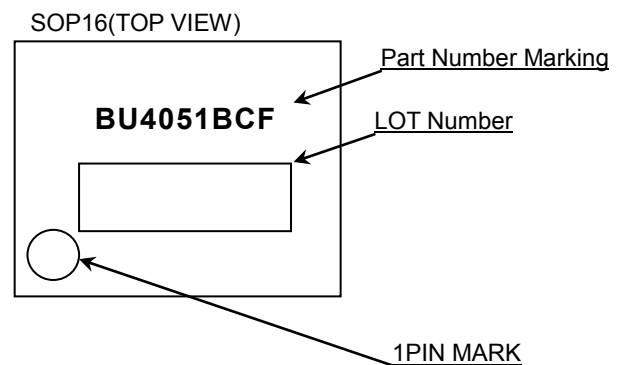 SOP16(TOP VIEW)
Part Number Marking
BU4051BCF
LOT Number
1PIN MARK